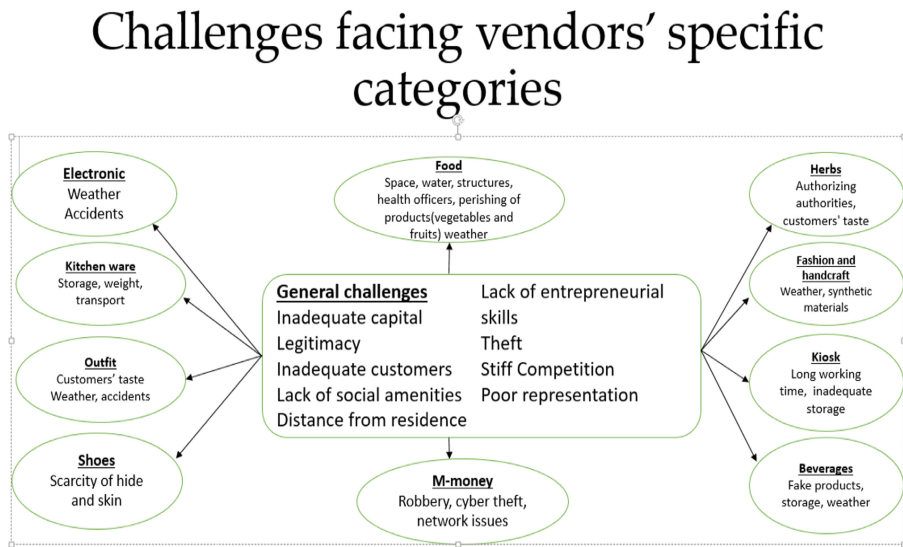 Challenges facing vendors’ specific
categories
Electronic
Weather
Accidents
Kitchen ware
Storage, weight,
transport
Outfit
Customers’ taste
Weather, accidents
Shoes
Scarcity of hide
and skin
Food
Space, water, structures,
health officers, perishing of
products(vegetables and
fruits) weather
General challenges
Inadequate capital
Legitimacy
Inadequate customers
Lack of social amenities
Distance from residence
Lack of entrepreneurial
skills
Theft
Stiff Competition
Poor representation
M-money
Robbery, cyber theft,
network issues
Herbs
Authorizing
authorities,
customers' taste
Fashion and
handcraft
Weather, synthetic
materials
Kiosk
Long working
time, inadequate
storage
Beverages
Fake products,
storage, weather